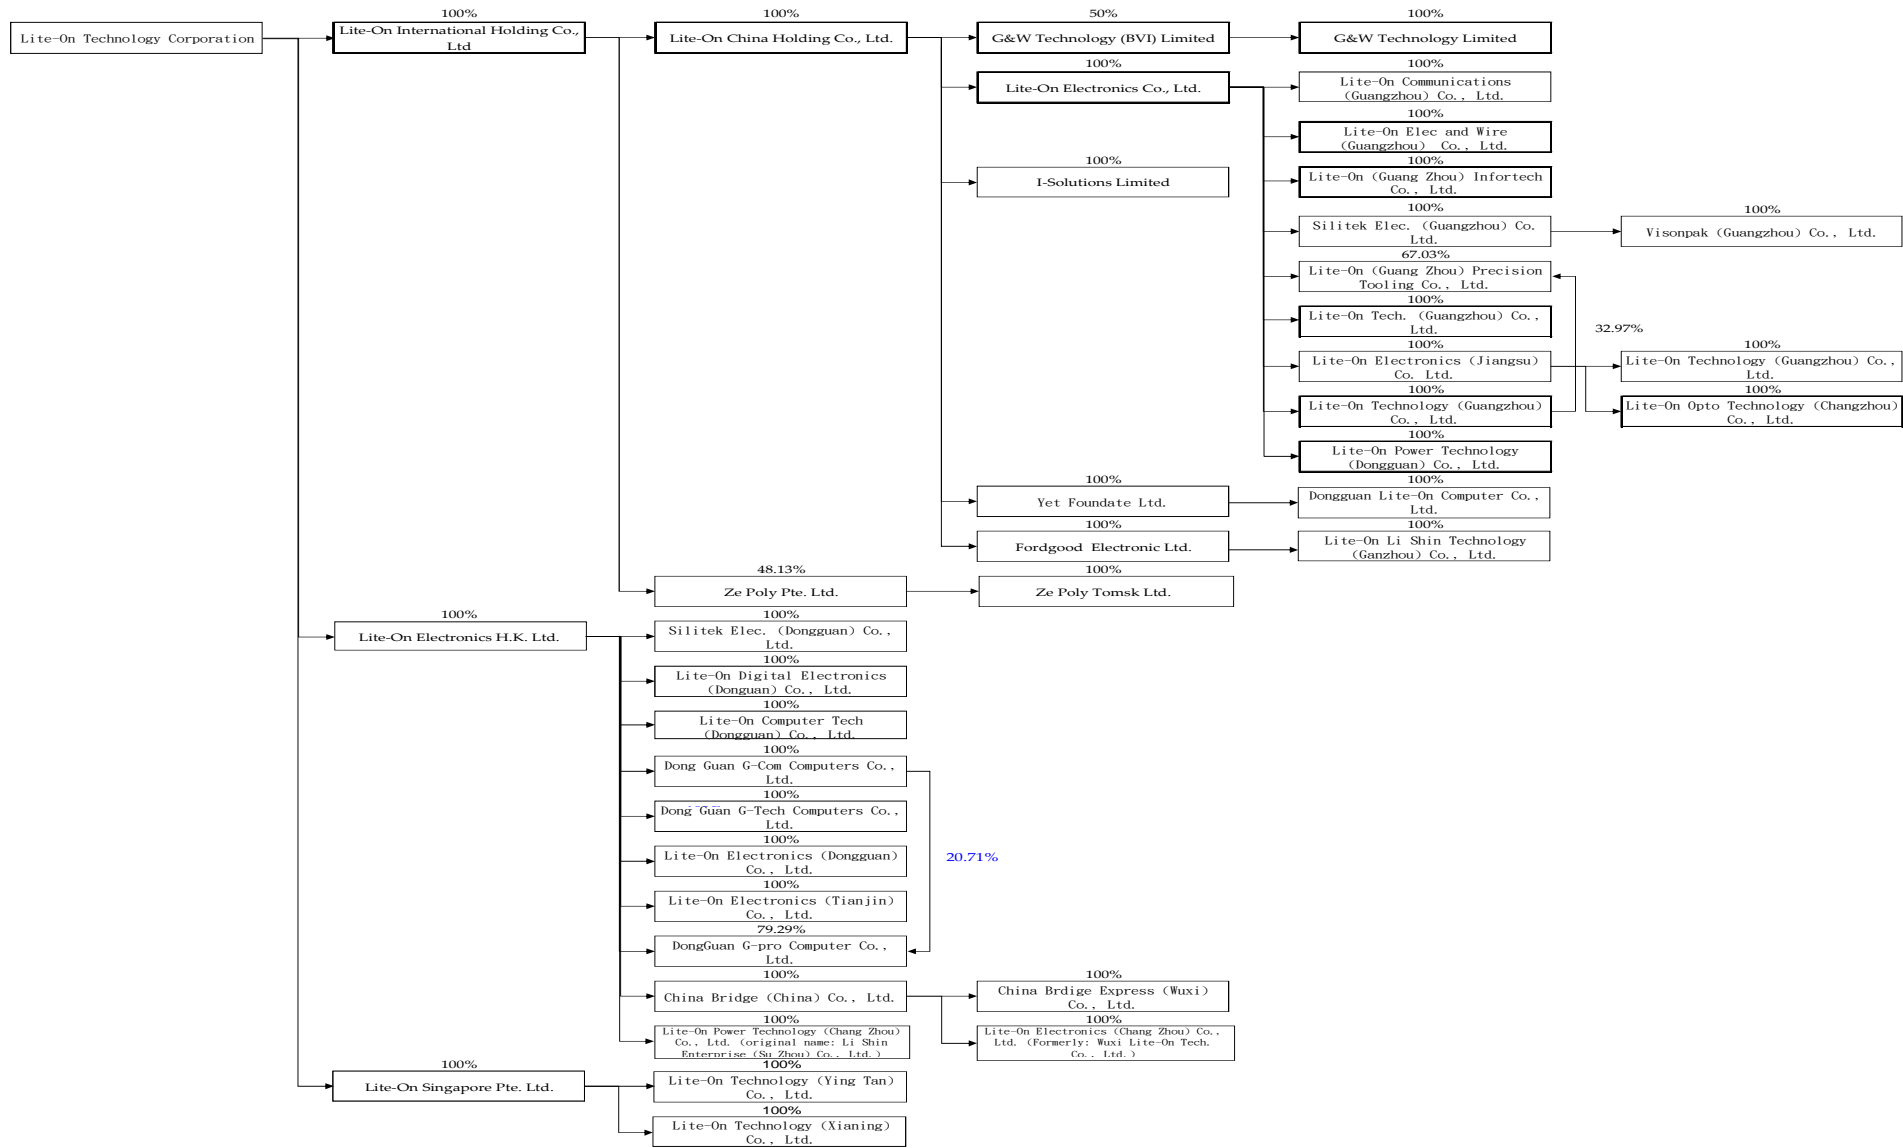 100%
100%
50%
100%
Lite-On Technology Corporation
Lite-On International Holding Co.,
Ltd
Lite-On China Holding Co., Ltd.
G&W Technology (BVI) Limited
G&W Technology Limited
100%
100%
Lite-On Electronics Co., Ltd.
Lite-On Communications
(Guangzhou) Co., Ltd.
100%
Lite-On Elec and Wire
(Guangzhou) Co., Ltd.
100%
100%
I-Solutions Limited
Lite-On (Guang Zhou) Infortech
Co., Ltd.
100%
100%
Silitek Elec. (Guangzhou) Co.
Ltd.
Visonpak (Guangzhou) Co., Ltd.
67.03%
Lite-On (Guang Zhou) Precision
Tooling Co., Ltd.
100%
Lite-On Tech. (Guangzhou) Co.,
Ltd.
32.97%
100%
100%
Lite-On Electronics (Jiangsu)
Co. Ltd.
Lite-On Technology (Guangzhou) Co.,
Ltd.
100%
100%
Lite-On Technology (Guangzhou)
Co., Ltd.
Lite-On Opto Technology (Changzhou)
Co., Ltd.
100%
Lite-On Power Technology
(Dongguan) Co., Ltd.
100%
100%
Yet Foundate Ltd.
Dongguan Lite-On Computer Co.,
Ltd.
100%
100%
Fordgood Electronic Ltd.
Lite-On Li Shin Technology
(Ganzhou) Co., Ltd.
48.13%
100%
Ze Poly Pte. Ltd.
Ze Poly Tomsk Ltd.
100%
100%
Lite-On Electronics H.K. Ltd.
Silitek Elec. (Dongguan) Co.,
Ltd.
100%
Lite-On Digital Electronics
(Donguan) Co., Ltd.
100%
Lite-On Computer Tech
(Dongguan) Co., Ltd.
100%
Dong Guan G-Com Computers Co.,
Ltd.
100%
Dong Guan G-Tech Computers Co.,
Ltd.
100%
Lite-On Electronics (Dongguan)
Co., Ltd.
20.71%
100%
Lite-On Electronics (Tianjin)
Co., Ltd.
79.29%
DongGuan G-pro Computer Co.,
Ltd.
100%
100%
China Bridge (China) Co., Ltd.
China Brdige Express (Wuxi)
Co., Ltd.
100%
100%
Lite-On Power Technology (Chang Zhou)
Co., Ltd. (original name: Li Shin
Enterprise (Su Zhou) Co., Ltd.)
Lite-On Electronics (Chang Zhou) Co.,
Ltd. (Formerly: Wuxi Lite-On Tech.
Co., Ltd.)
100%
100%
Lite-On Singapore Pte. Ltd.
Lite-On Technology (Ying Tan)
Co., Ltd.
100%
Lite-On Technology (Xianing)
Co., Ltd.